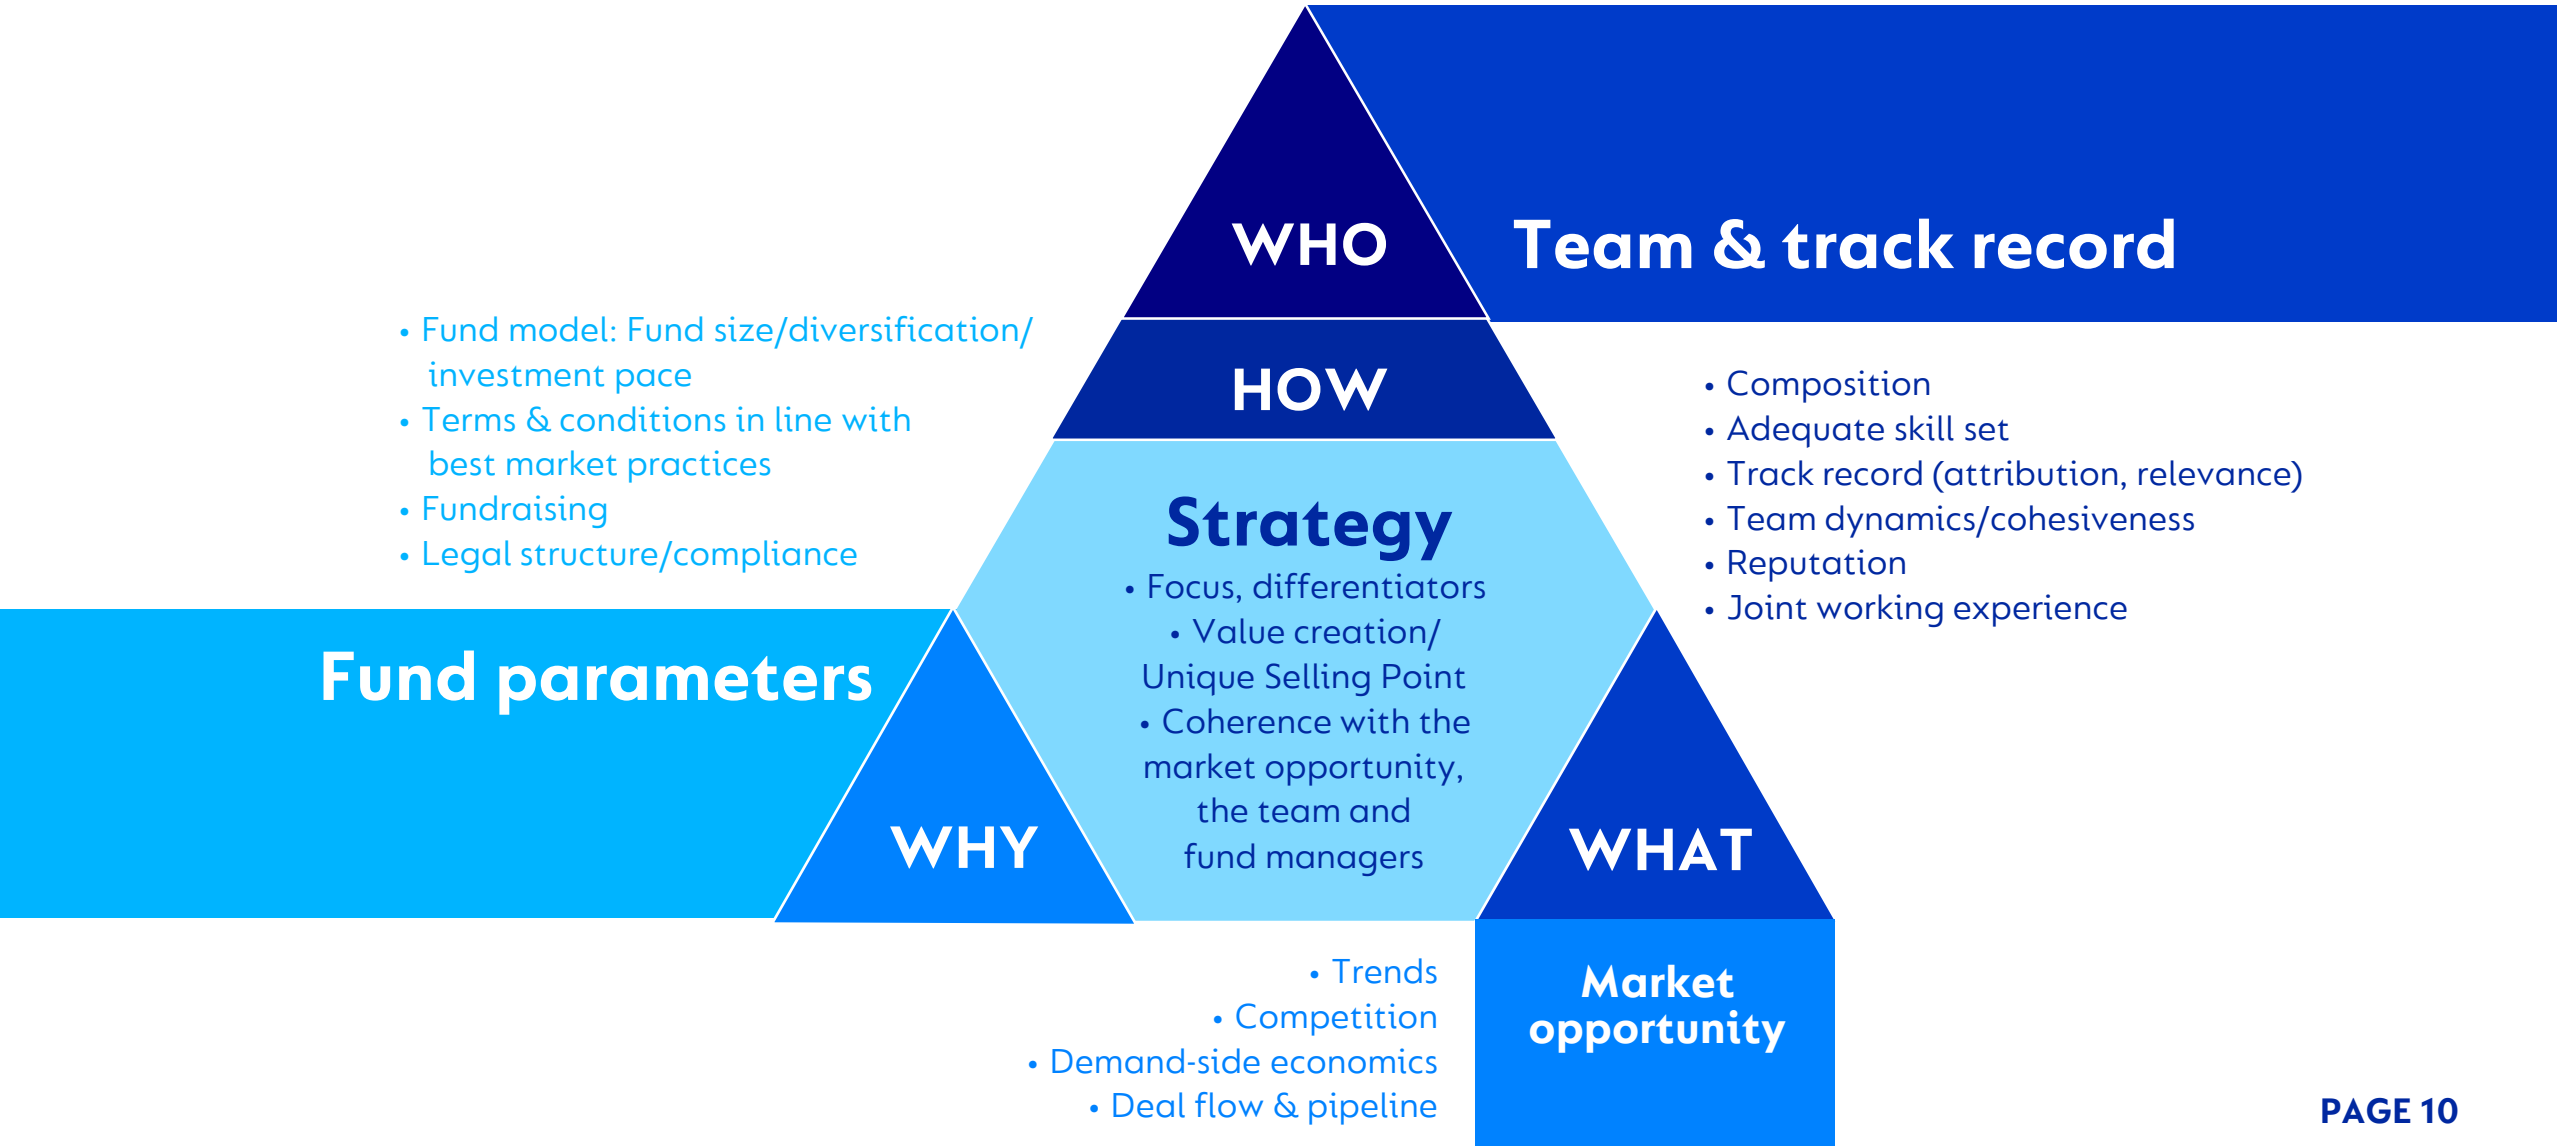 WHO
Team & track record
• Composition
• Adequate skill set
• Track record (attribution, relevance)
• Team dynamics/cohesiveness
• Reputation
• Joint working experience
HOW
Strategy
• Focus, differentiators
• Value creation/
Unique Selling Point
• Coherence with the
market opportunity,
the team and
fund managers
• Fund model: Fund size/diversification/
investment pace
• Terms & conditions in line with
best market practices
• Fundraising
• Legal structure/compliance
Fund parameters
WHY
WHAT
Market
opportunity
• Trends
• Competition
• Demand-side economics
• Deal flow & pipeline
PAGE 10